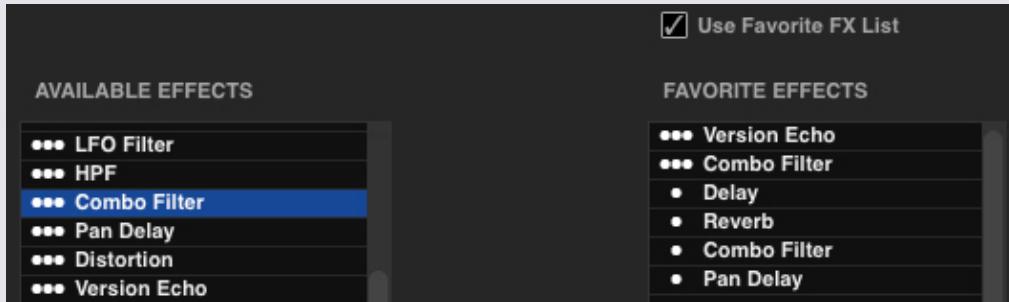 Use Favorite FX List
AVAILABLE EFFECTS
LFO Filter
HPF
Combo Filter
Pan Delay
Distortion
Version Echo
FAVORITE EFFECTS
Version Echo
Combo Filter
Delay
Reverb
Combo Filter
Pan Delay